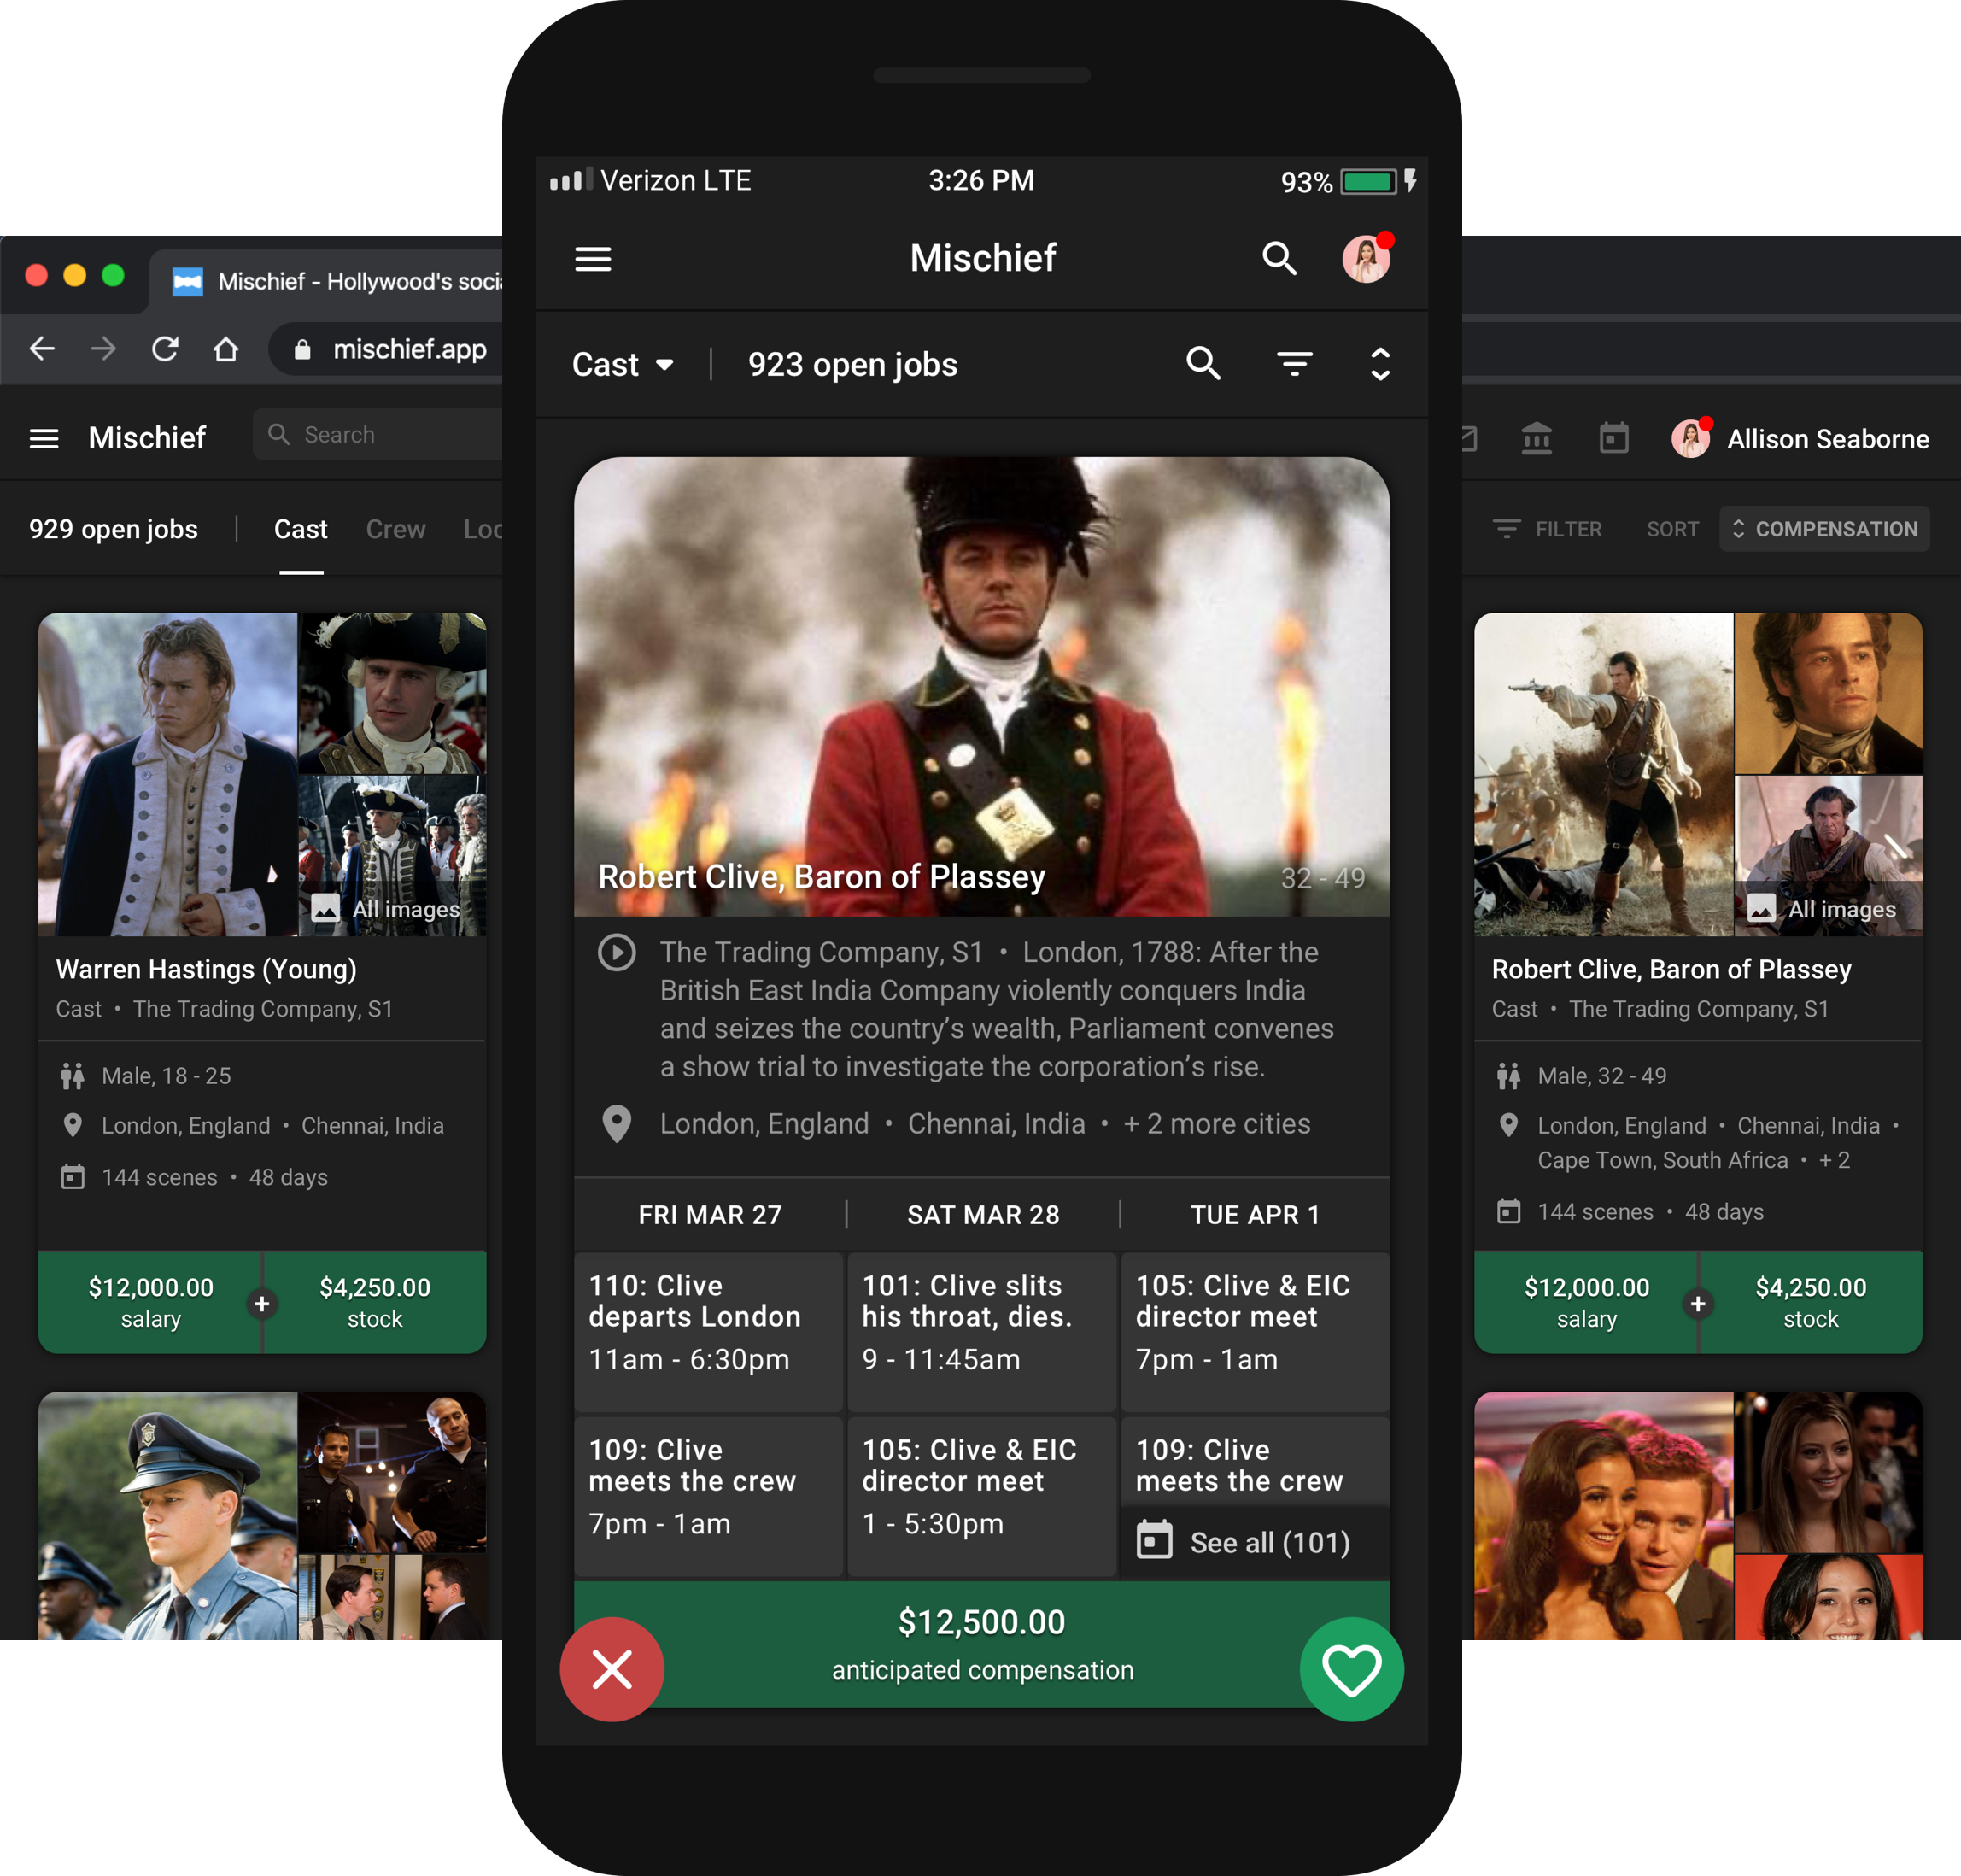 Mischief - Hollywood's soci
mischief.app
Mischief
Search
929 open jobs
Cast
Crew
Loc
All images
Warren Hastings (Young)
Cast • The Trading Company, S1
Male, 18 - 25
London, England • Chennai, India
144 scenes • 48 days
$12,000.00
salary
+
$4,250.00
stock
Verizon LTE
3:26 PM
93%
Mischief
Cast
923 open jobs
Robert Clive, Baron of Plassey
32 - 49
The Trading Company, S1 • London, 1788: After the
British East India Company violently conquers India
and seizes the country’s wealth, Parliament convenes
a show trial to investigate the corporation’s rise.
London, England • Chennai, India • + 2 more cities
FRI MAR 27
SAT MAR 28
TUE APR 1
110: Clive
departs London
11am - 6:30pm
101: Clive slits
his throat, dies.
9 - 11:45am
105: Clive & EIC
director meet
7pm - 1am
109: Clive
meets the crew
7pm - 1am
105: Clive & EIC
director meet
1 - 5:30pm
109: Clive
meets the crew
See all (101)
$12,500.00
anticipated compensation
Allison Seaborne
FILTER
SORT
COMPENSATION
All images
Robert Clive, Baron of Plassey
Cast • The Trading Company, S1
Male, 32 - 49
London, England • Chennai, India •
Cape Town, South Africa • + 2
144 scenes • 48 days
$12,000.00
salary
+
$4,250.00
stock